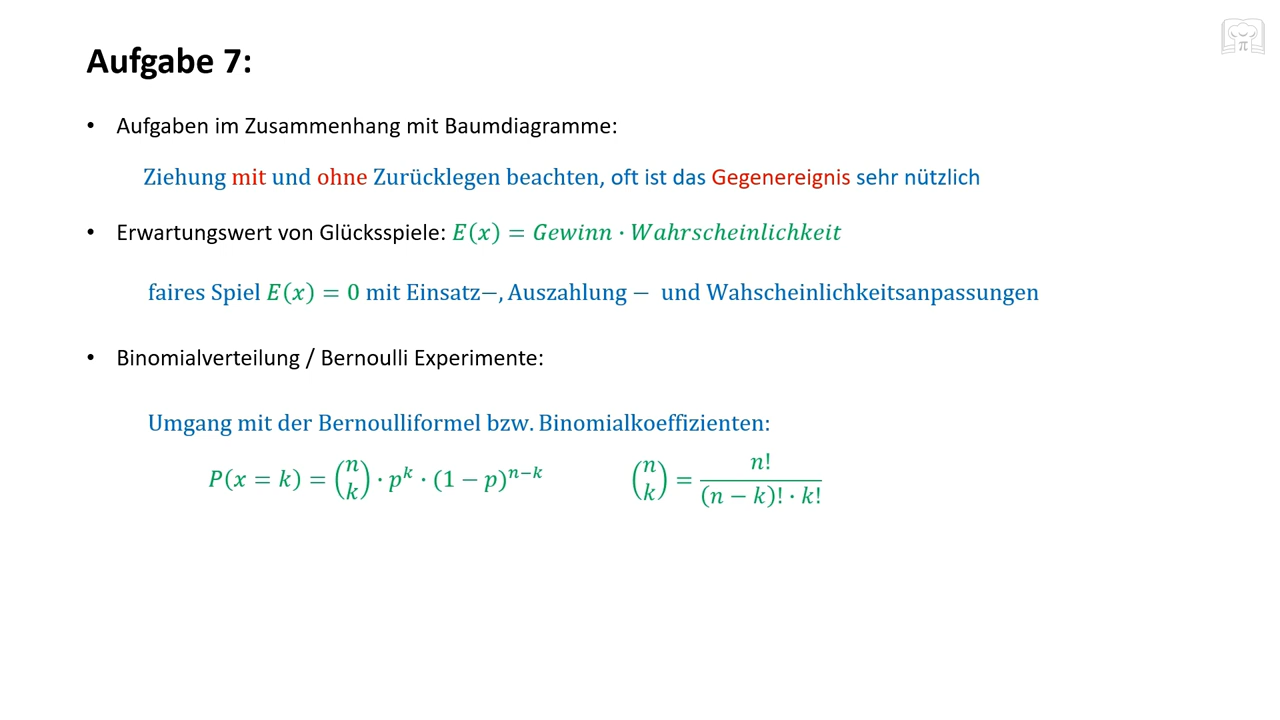 Aufgabe 7:
• Aufgaben im Zusammenhang mit Baumdiagramme:
Ziehung mit und ohne Zurücklegen beachten, oft ist das Gegenereignis sehr nützlich
• Erwartungswert von Glücksspiele: E(x) = Gewinn · Wahrscheinlichkeit
faires Spiel E(x) = 0 mit Einsatz−, Auszahlung − und Wahscheinlichkeitsanpassungen
• Binomialverteilung / Bernoulli Experimente:
Umgang mit der Bernoulliformel bzw. Binomialkoeffizienten:
P(x = k) = (n k) · p^k · (1 − p)^{n−k}    (n k) = n! / ((n − k)! · k!)
π